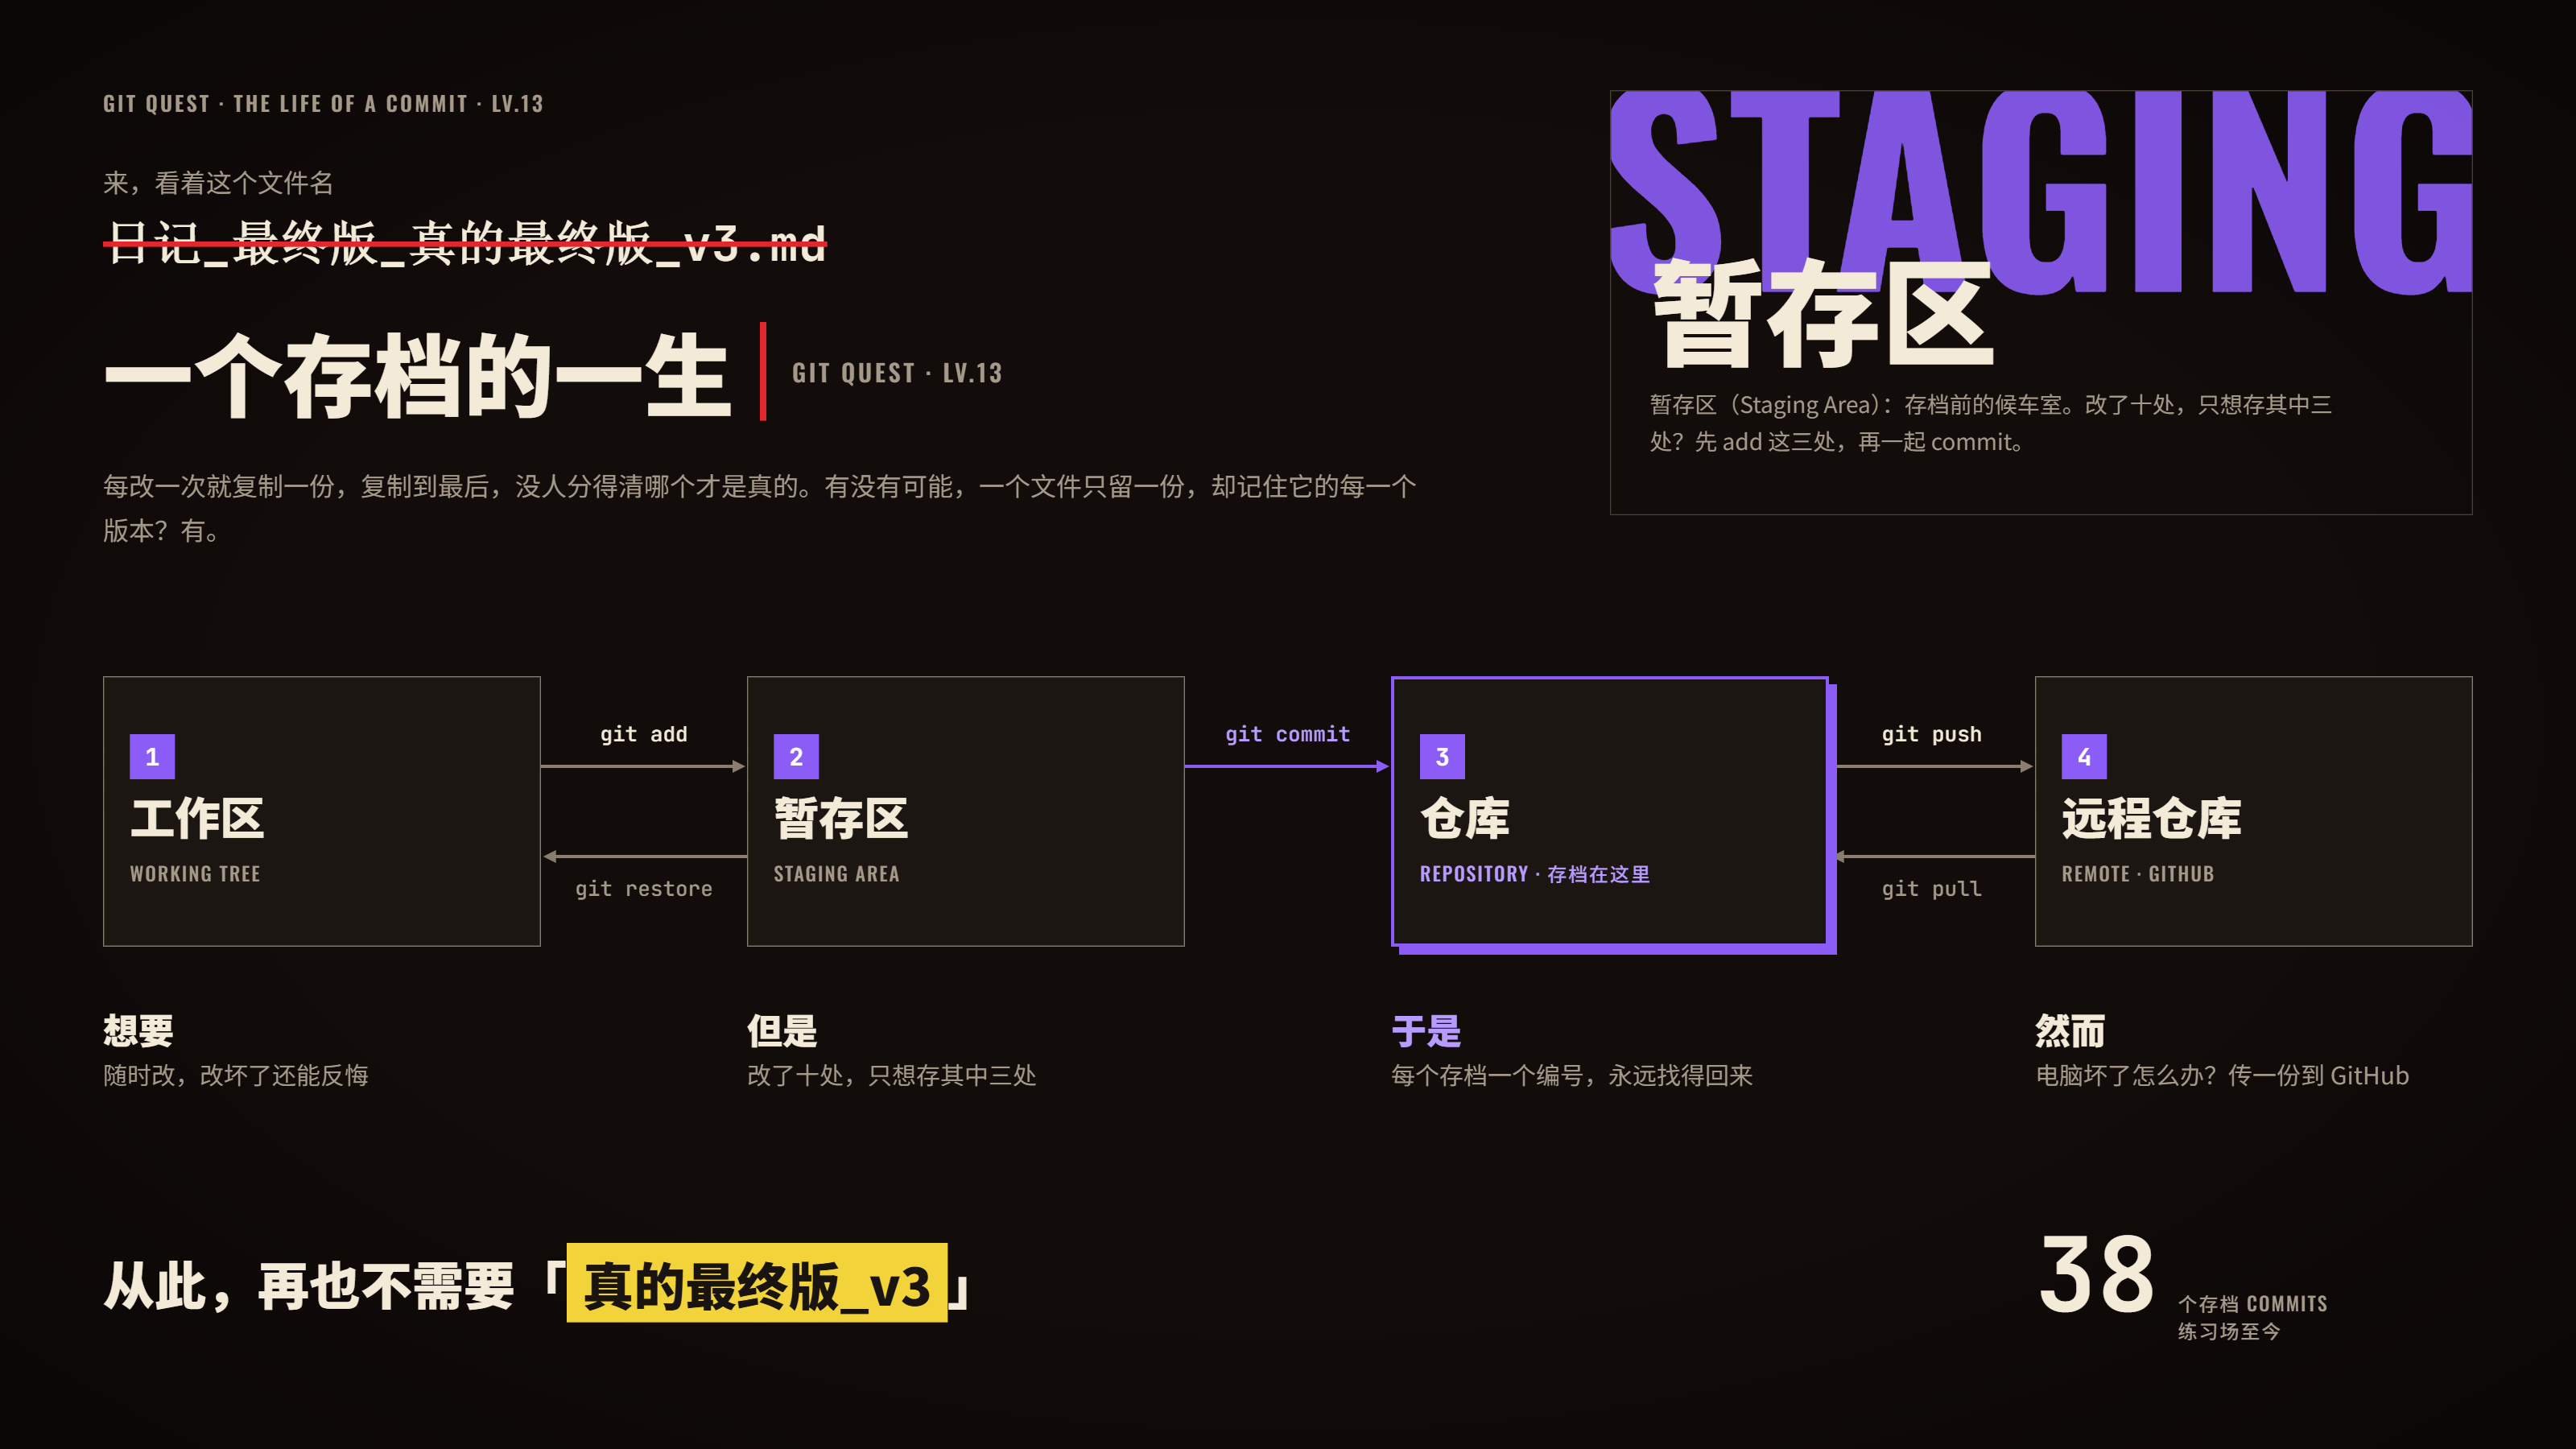 GIT QUEST · THE LIFE OF A COMMIT · LV.13
来，看着这个文件名
日记_最终版_真的最终版_v3.md
一个存档的一生
GIT QUEST · LV.13
每改一次就复制一份，复制到最后，没人分得清哪个才是真的。有没有可能，一个文件只留一份，却记住它的每一个
版本？有。
STAGING
暂存区
暂存区（Staging Area）：存档前的候车室。改了十处，只想存其中三
处？先 add 这三处，再一起 commit。
1
工作区
WORKING TREE
git add
git restore
2
暂存区
STAGING AREA
git commit
3
仓库
REPOSITORY · 存档在这里
git push
git pull
4
远程仓库
REMOTE · GITHUB
想要
随时改，改坏了还能反悔
但是
改了十处，只想存其中三处
于是
每个存档一个编号，永远找得回来
然而
电脑坏了怎么办？传一份到 GitHub
从此，再也不需要「真的最终版_v3」
38
个存档 COMMITS
练习场至今